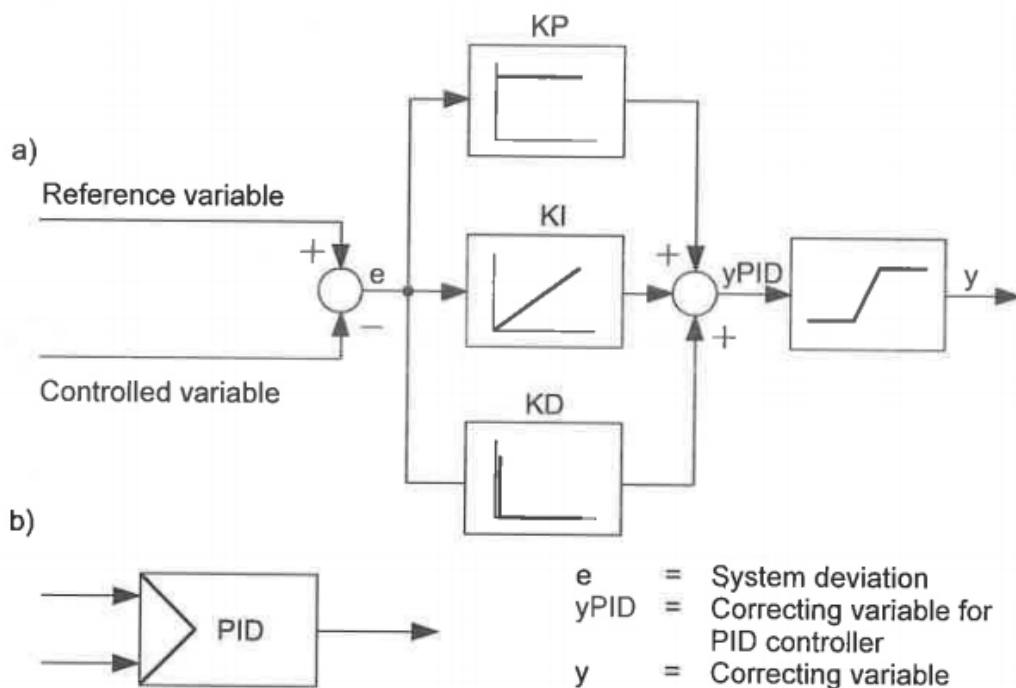 KP
a)
Reference variable
+
e
KI
+
yPID
y
−
+
Controlled variable
KD
b)
PID
e = System deviation
yPID = Correcting variable for
PID controller
y = Correcting variable